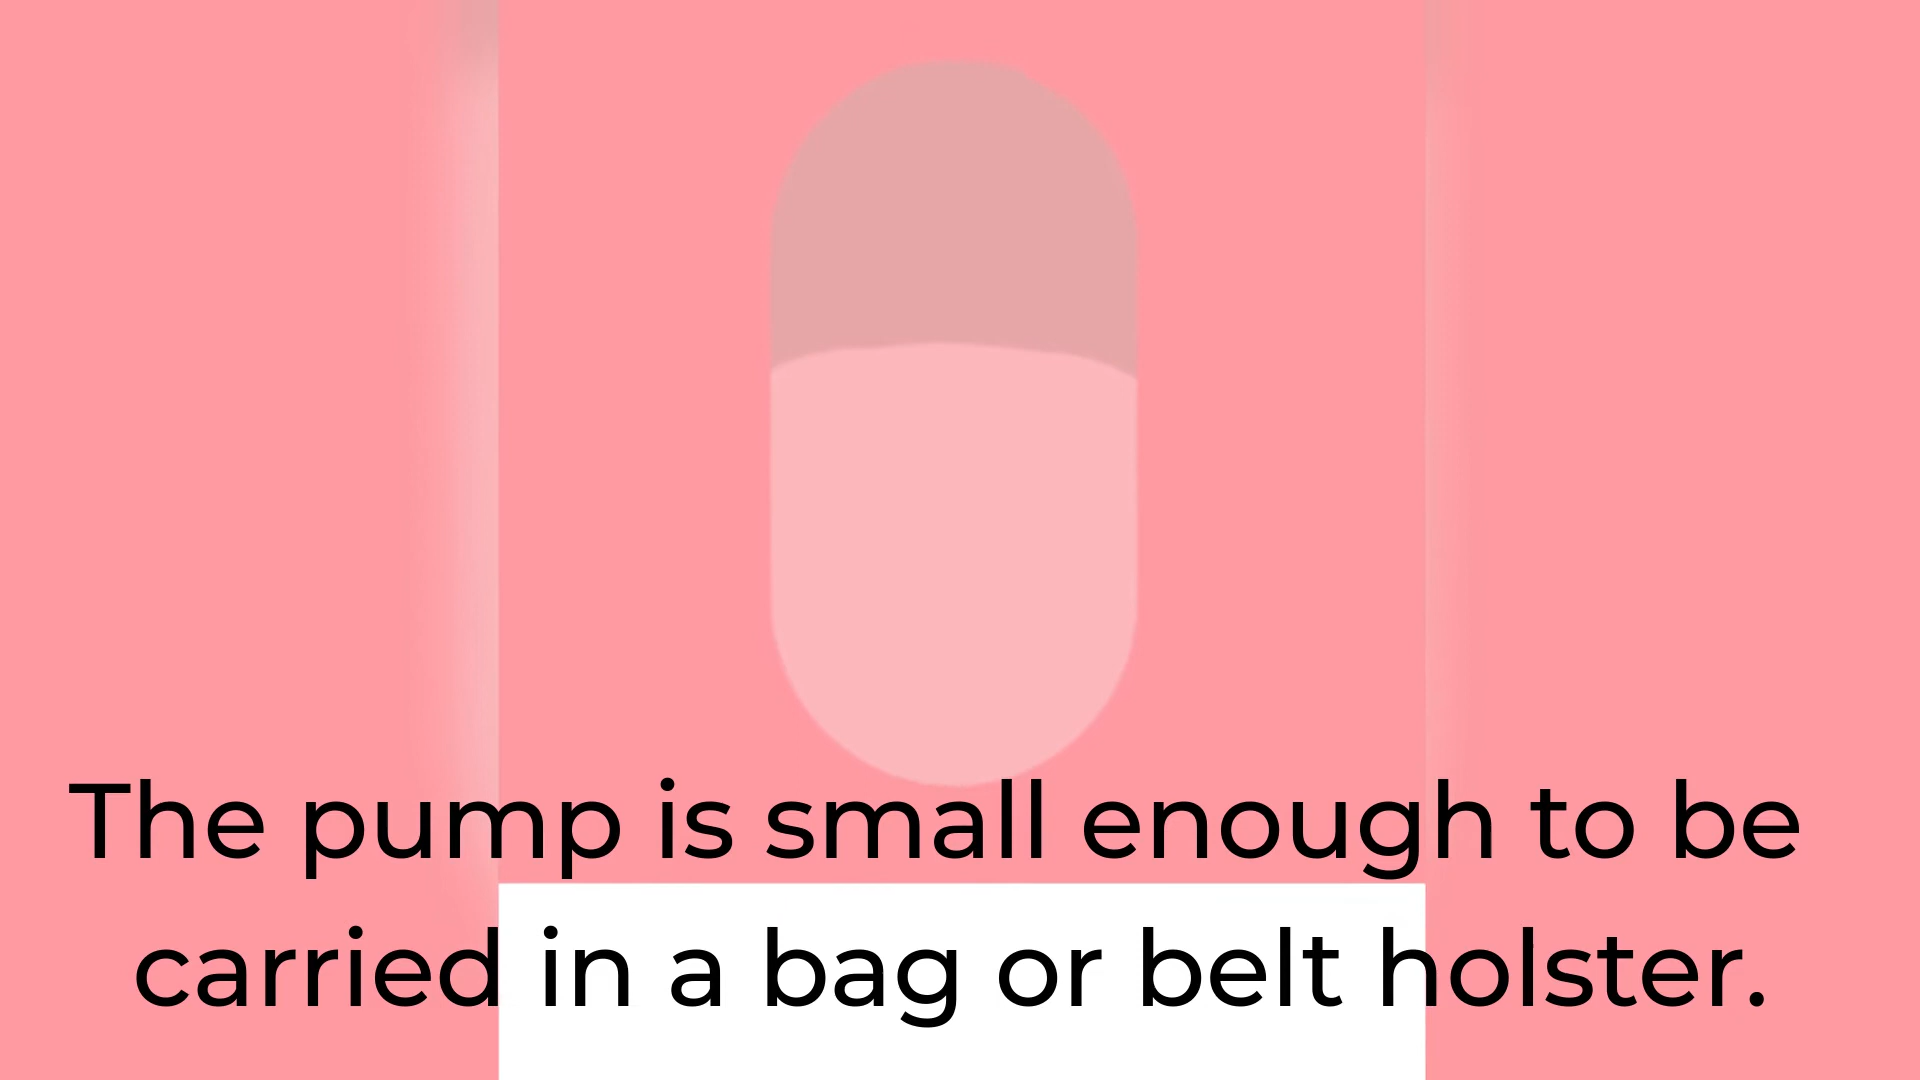 The pump is small enough to be
carried in a bag or belt holster.